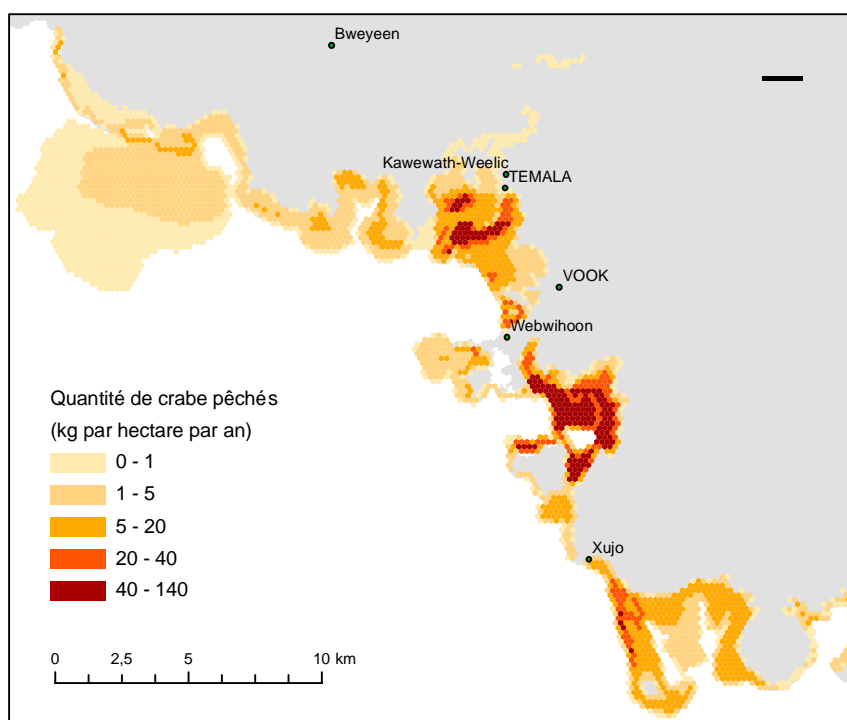 Bweyeen
Kawewath-Weelic
TEMALA
VOOK
Webwihoon
Quantité de crabe pêchés
(kg par hectare par an)
0 - 1
1 - 5
5 - 20
20 - 40
40 - 140
Xujo
0 2,5 5 10 km